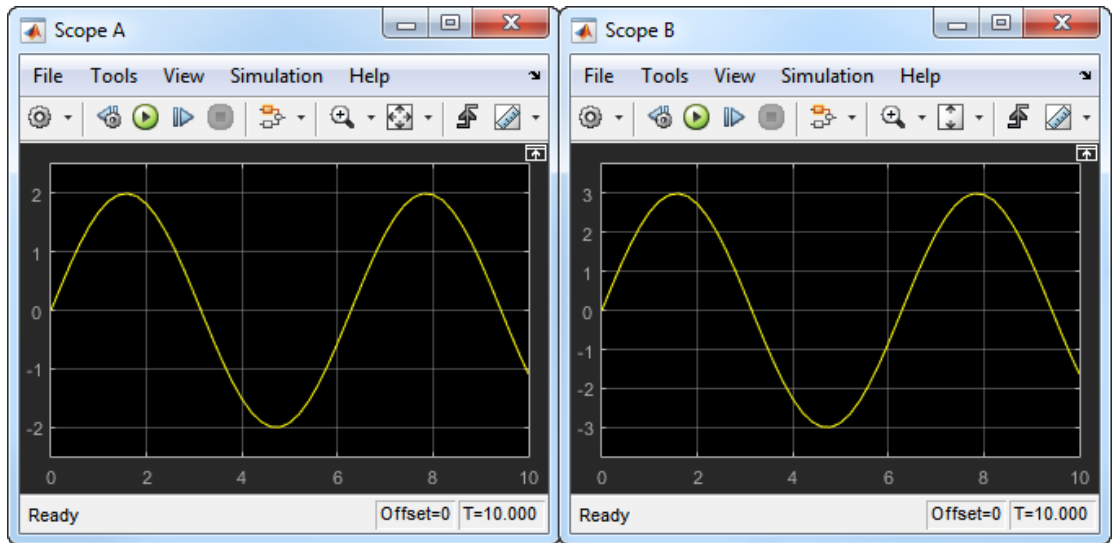 Scope A
File Tools View Simulation Help
2
1
0
-1
-2
0 2 4 6 8 10
Ready Offset=0 T=10.000
Scope B
File Tools View Simulation Help
3
2
1
0
-1
-2
-3
0 2 4 6 8 10
Ready Offset=0 T=10.000